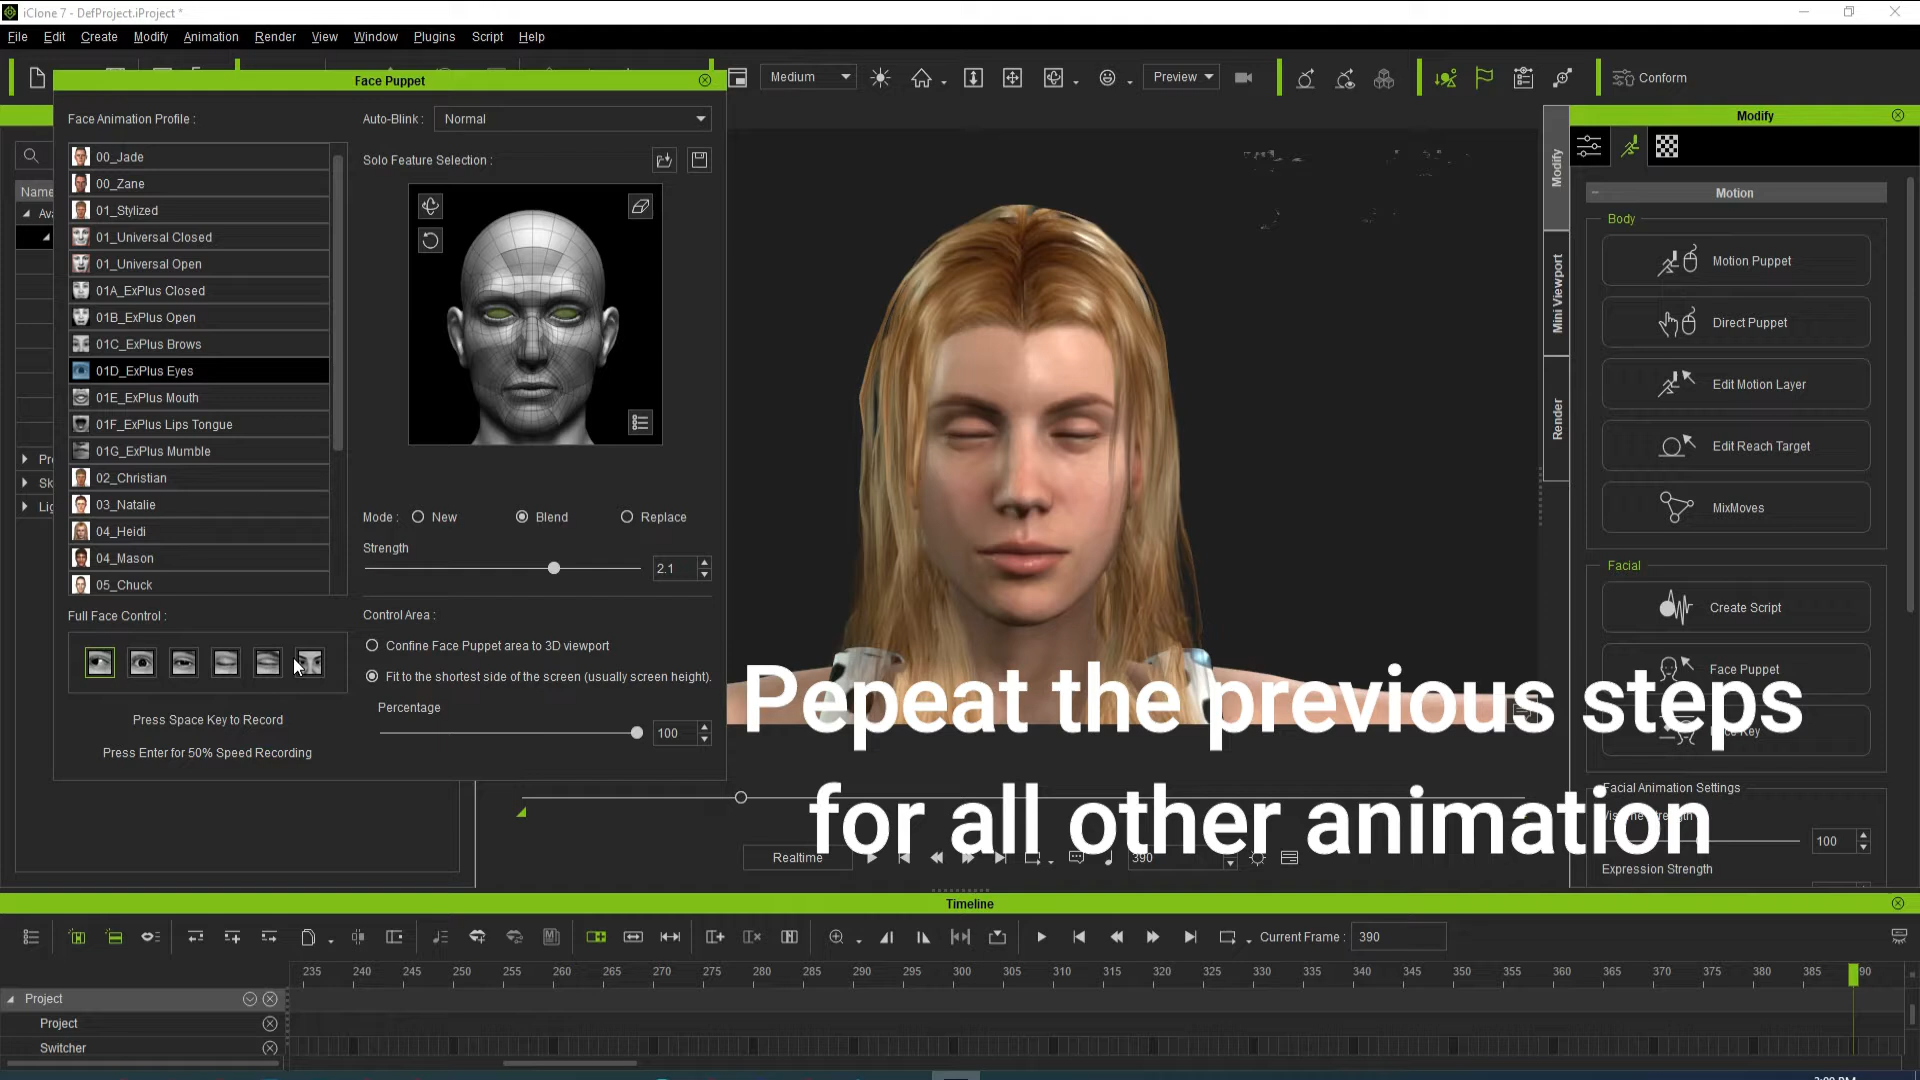 iClone 7 - DefProject.iProject *
File Edit Create Modify Animation Render View Window Plugins Script Help
Face Puppet
Medium
Preview
Conform
Face Animation Profile :
Auto-Blink : Normal
Modify
00_Jade
Solo Feature Selection :
00_Zane
Name
01_Stylized
01_Universal Closed
01_Universal Open
01A_ExPlus Closed
01B_ExPlus Open
01C_ExPlus Brows
01D_ExPlus Eyes
01E_ExPlus Mouth
01F_ExPlus Lips Tongue
01G_ExPlus Mumble
02_Christian
03_Natalie
04_Heidi
04_Mason
05_Chuck
Mode : New Blend Replace
Strength
2.1
Full Face Control :
Control Area :
Confine Face Puppet area to 3D viewport
Fit to the shortest side of the screen (usually screen height).
Percentage
100
Press Space Key to Record
Press Enter for 50% Speed Recording
Modify
Mini Viewport
Render
Motion
Body
Motion Puppet
Direct Puppet
Edit Motion Layer
Edit Reach Target
MixMoves
Facial
Create Script
Face Puppet
Key
Facial Animation Settings
100
Expression Strength
Pepeat the previous steps
for all other animation
Realtime
390
Timeline
Current Frame : 390
235 240 245 250 255 260 265 270 275 280 285 290 295 300 305 310 315 320 325 330 335 340 345 350 355 360 365 370 375 380 385 90
Project
Project
Switcher